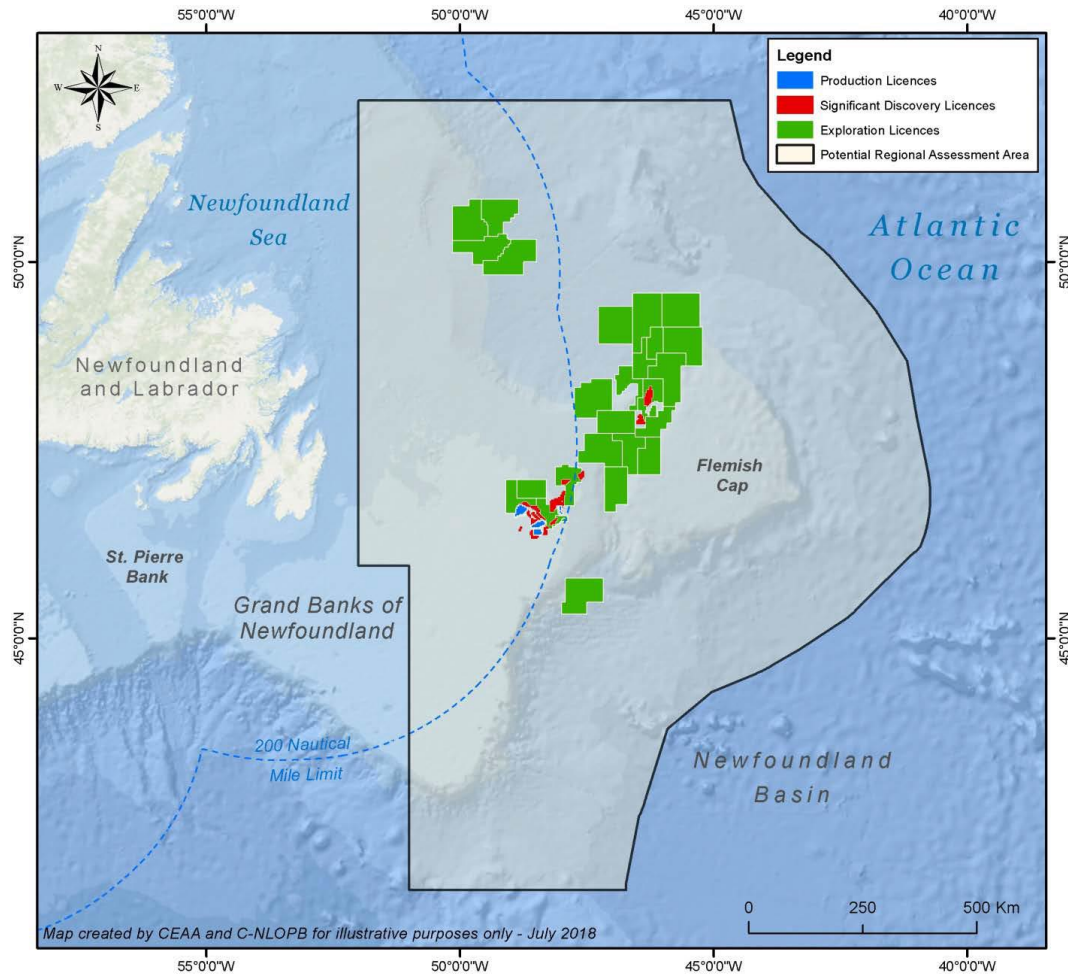 55°0'0"W
50°0'0"W
45°0'0"W
40°0'0"W
N
W
E
S
Legend
Production Licences
Significant Discovery Licences
Exploration Licences
Potential Regional Assessment Area
Newfoundland
Sea
Atlantic
Ocean
50°0'0"N
50°0'0"N
Newfoundland
and Labrador
Flemish
Cap
St. Pierre
Bank
Grand Banks of
Newfoundland
45°0'0"N
45°0'0"N
200 Nautical
Mile Limit
Newfoundland
Basin
0
250
500 Km
Map created by CEAA and C-NLOPB for illustrative purposes only - July 2018
55°0'0"W
50°0'0"W
45°0'0"W
40°0'0"W